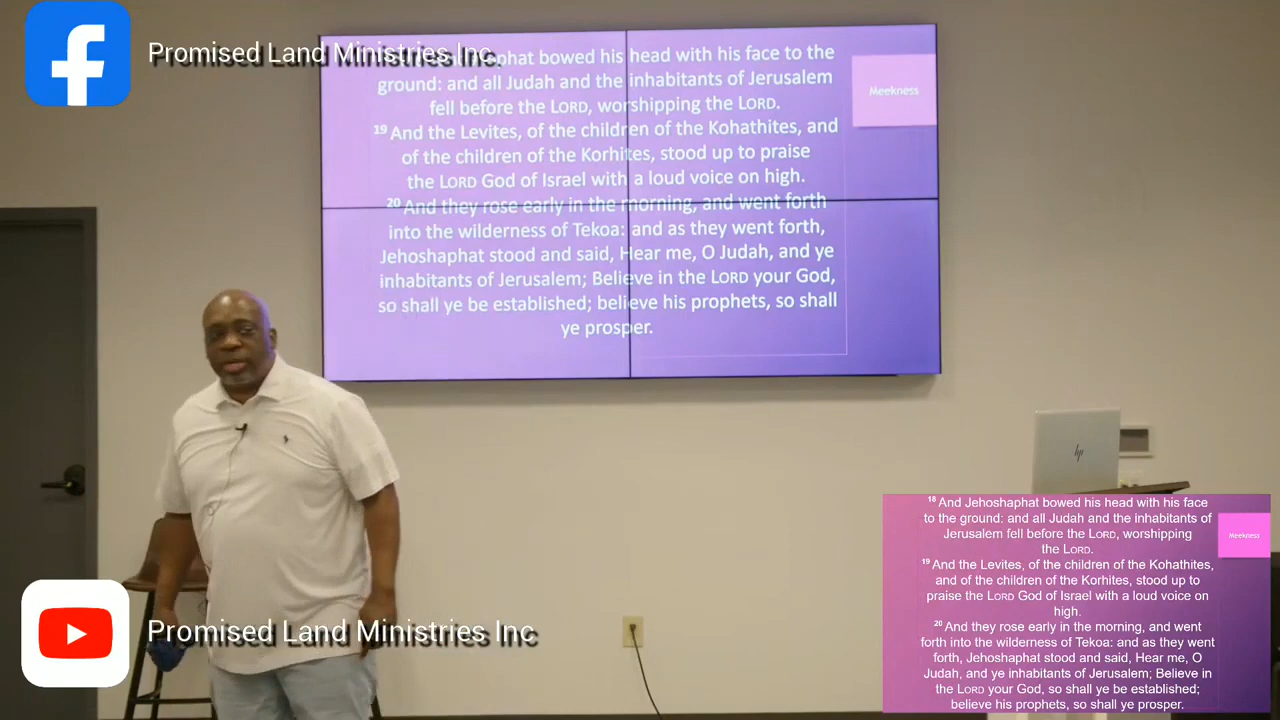 Promised Land Ministries Inc.
bowed his head with his face to the
ground: and all Judah and the inhabitants of Jerusalem
fell before the LORD, worshipping the LORD.
19 And the Levites, of the children of the Kohathites, and
of the children of the Korhites, stood up to praise
the LORD God of Israel with a loud voice on high.
20 And they rose early in the morning, and went forth
into the wilderness of Tekoa: and as they went forth,
Jehoshaphat stood and said, Hear me, O Judah, and ye
inhabitants of Jerusalem; Believe in the LORD your God,
so shall ye be established; believe his prophets, so shall
ye prosper.
Meekness
hp
Promised Land Ministries Inc
18 And Jehoshaphat bowed his head with his face
to the ground: and all Judah and the inhabitants of
Jerusalem fell before the LORD, worshipping
the LORD.
19 And the Levites, of the children of the Kohathites,
and of the children of the Korhites, stood up to
praise the LORD God of Israel with a loud voice on
high.
20 And they rose early in the morning, and went
forth into the wilderness of Tekoa: and as they went
forth, Jehoshaphat stood and said, Hear me, O
Judah, and ye inhabitants of Jerusalem; Believe in
the LORD your God, so shall ye be established;
believe his prophets, so shall ye prosper.
Meekness